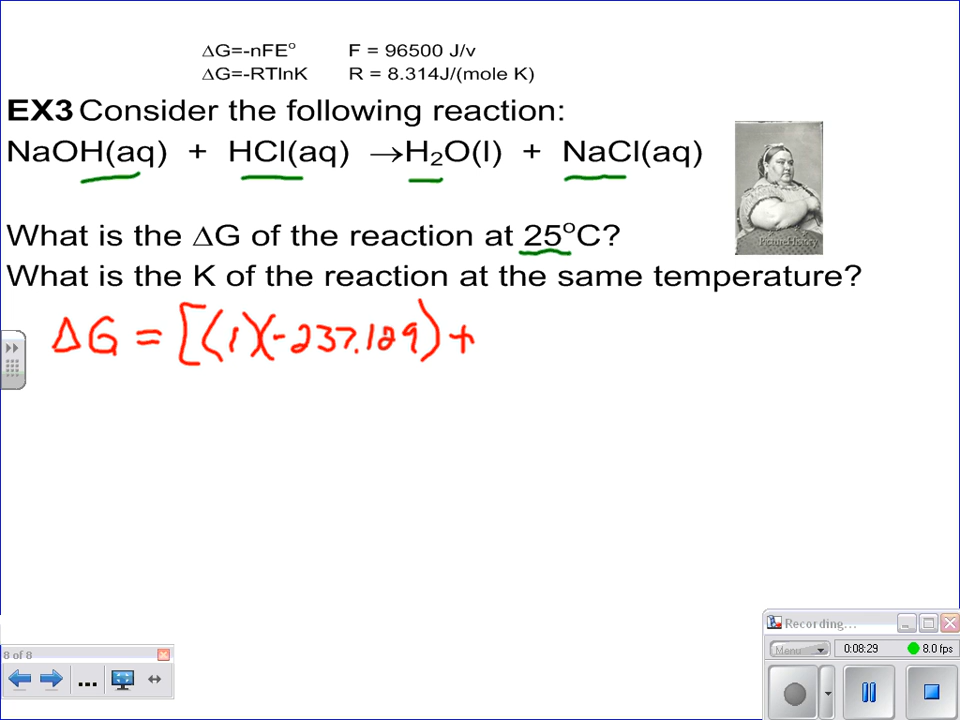 ΔG=-nFE° F = 96500 J/v
ΔG=-RTlnK R = 8.314J/(mole K)
EX3 Consider the following reaction:
NaOH(aq) + HCl(aq) →H₂O(l) + NaCl(aq)
PictureHistory
What is the ΔG of the reaction at 25°C?
What is the K of the reaction at the same temperature?
ΔG = [(1)(-237.129) +
Recording...
8 of 8
Menu 0:08:29 8.0 fps
...